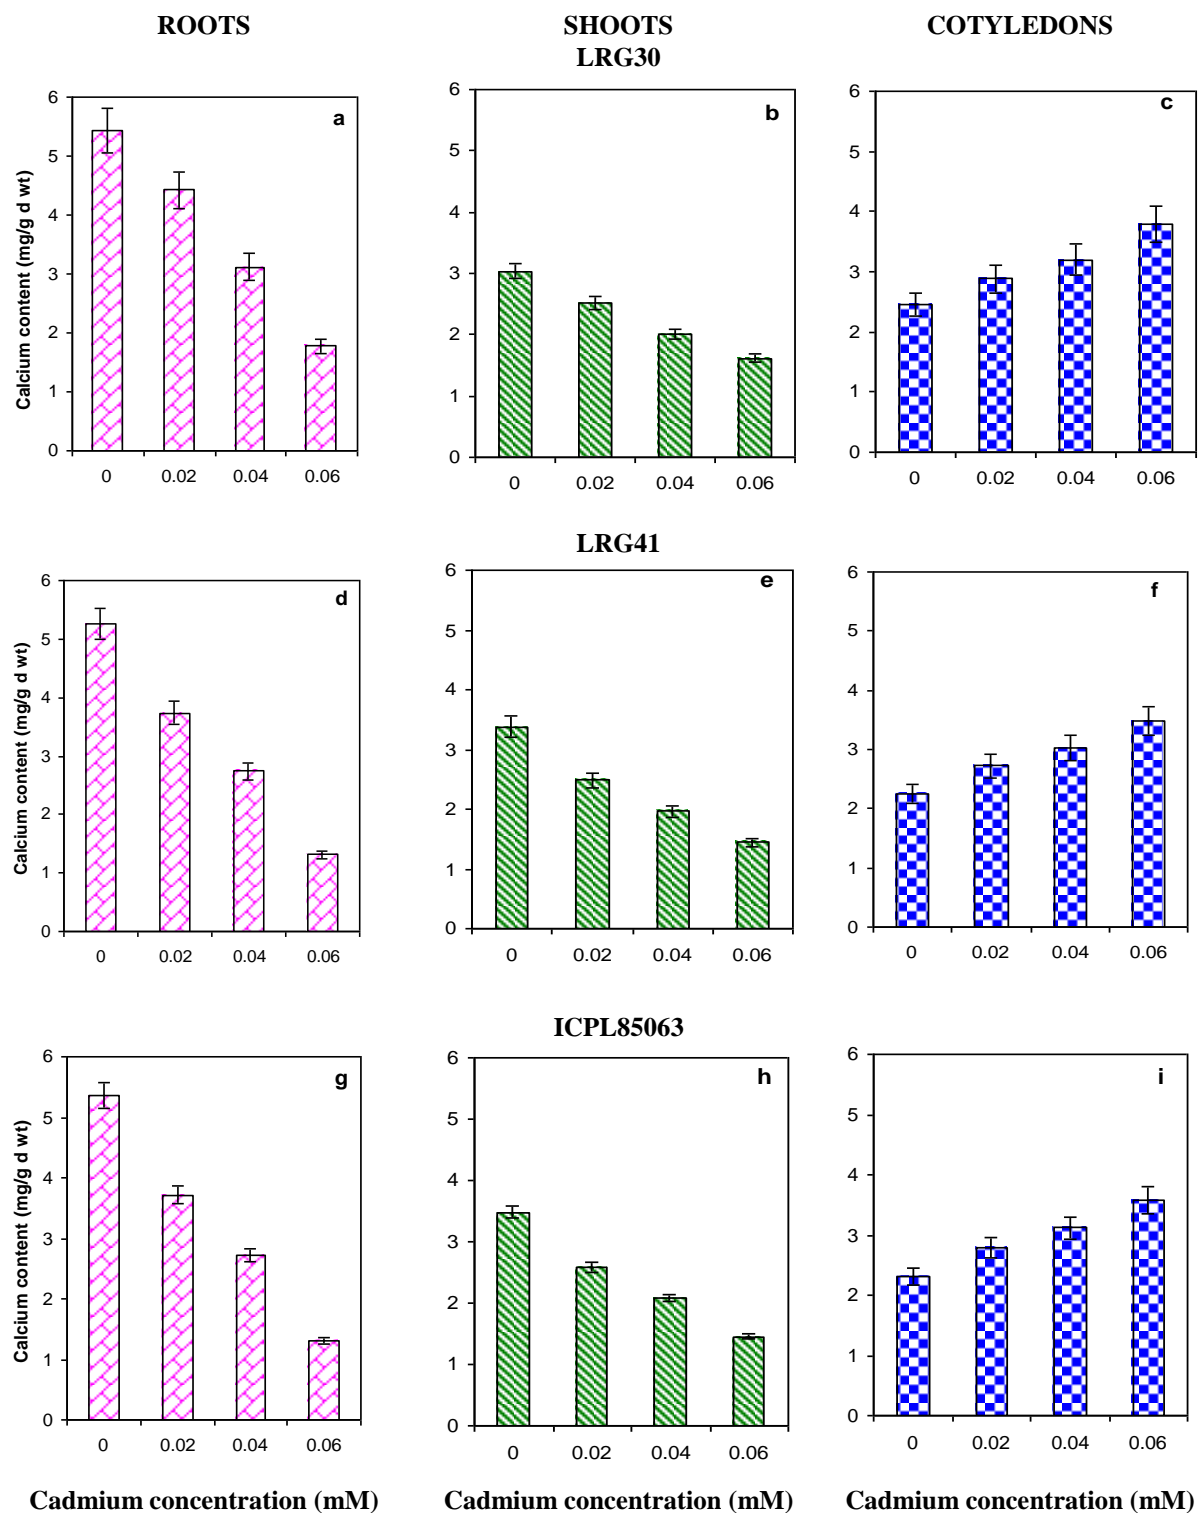 ROOTS SHOOTS COTYLEDONS
LRG30
Calcium content (mg/g d wt)
6
5
4
3
2
1
0
0 0.02 0.04 0.06
a
6
5
4
3
2
1
0
0 0.02 0.04 0.06
b
6
5
4
3
2
1
0
0 0.02 0.04 0.06
c
LRG41
Calcium content (mg/g d wt)
6
5
4
3
2
1
0
0 0.02 0.04 0.06
d
6
5
4
3
2
1
0
0 0.02 0.04 0.06
e
6
5
4
3
2
1
0
0 0.02 0.04 0.06
f
ICPL85063
Calcium content (mg/g d wt)
6
5
4
3
2
1
0
0 0.02 0.04 0.06
g
6
5
4
3
2
1
0
0 0.02 0.04 0.06
h
6
5
4
3
2
1
0
0 0.02 0.04 0.06
i
Cadmium concentration (mM) Cadmium concentration (mM) Cadmium concentration (mM)